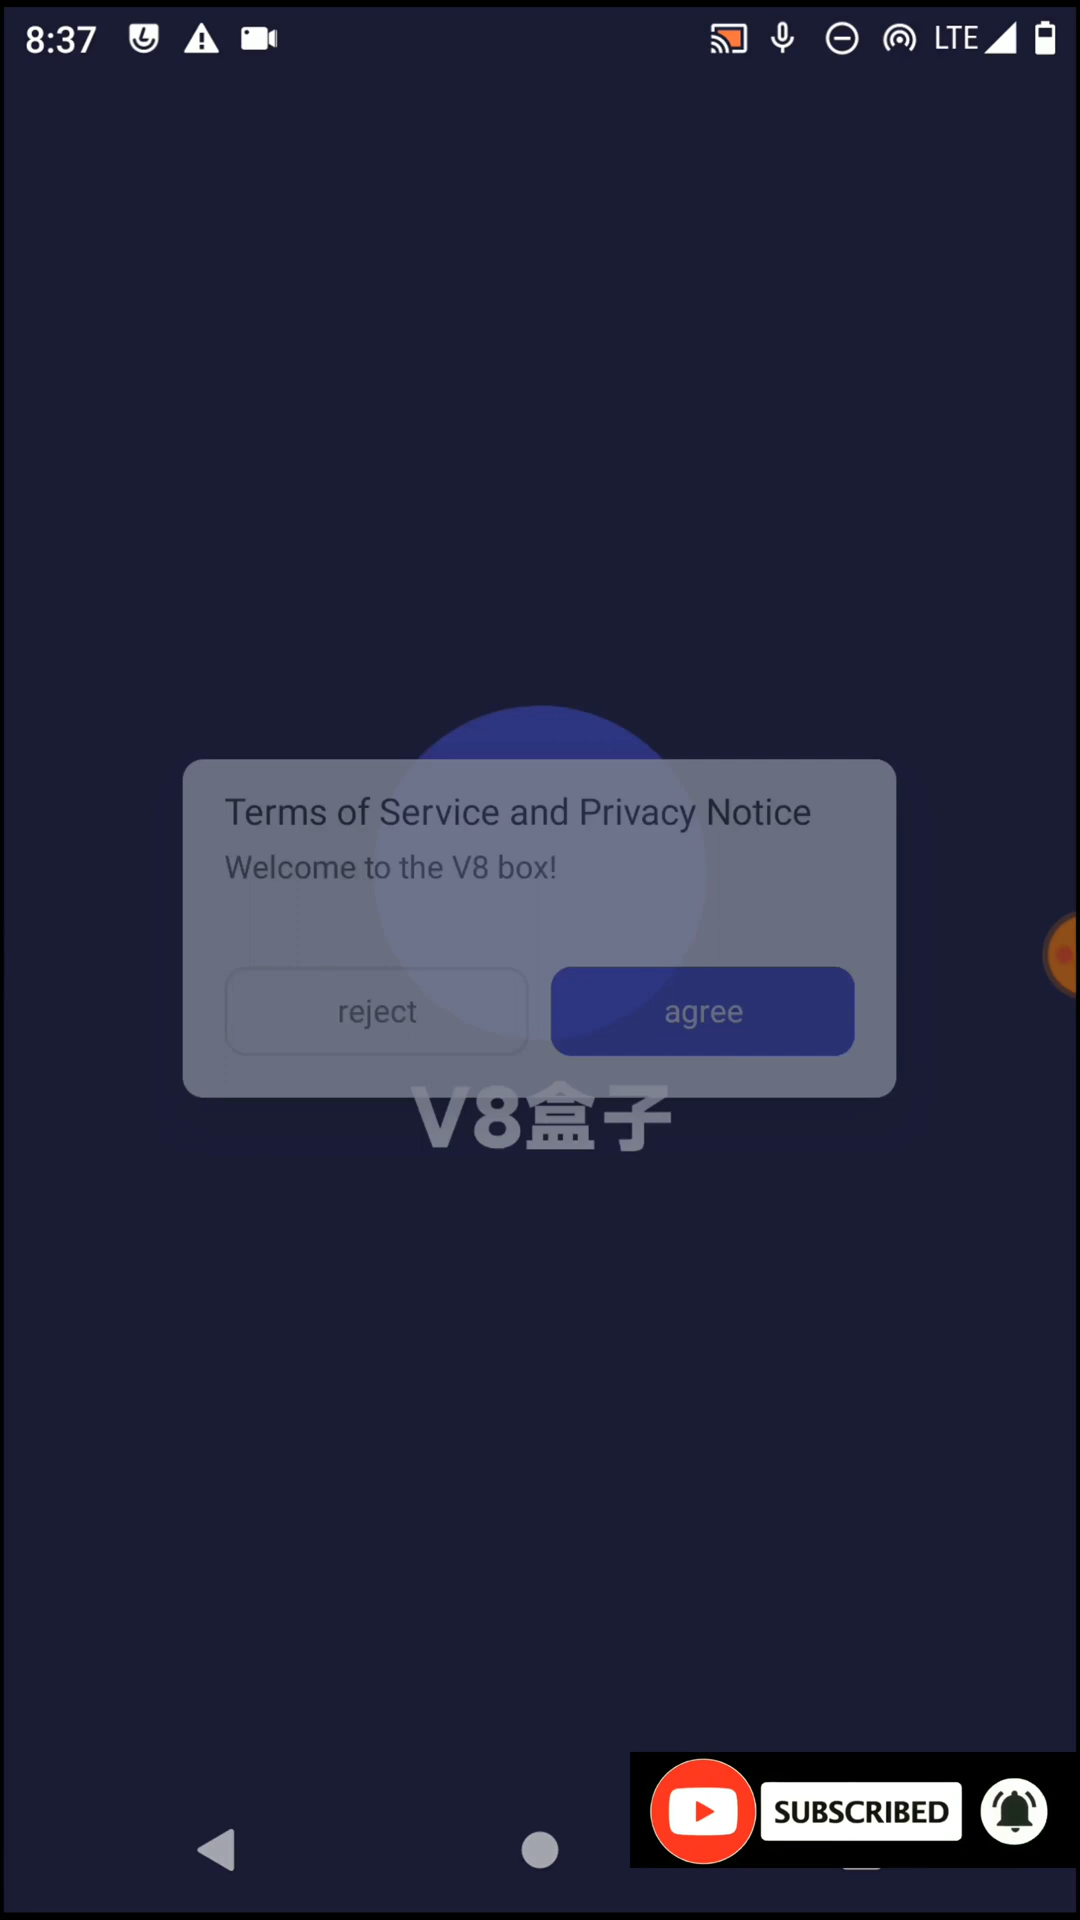 8:37
LTE
Terms of Service and Privacy Notice
Welcome to the V8 box!
reject
agree
V8盒子
SUBSCRIBED